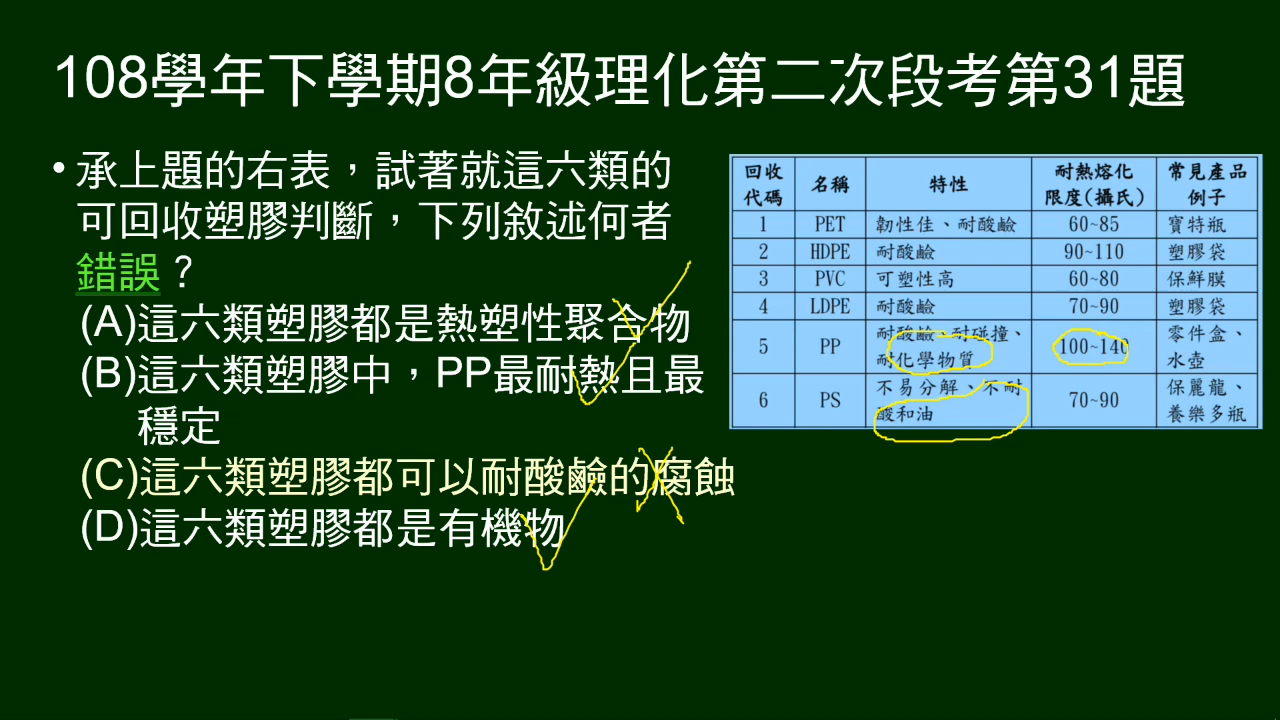 108學年下學期8年級理化第二次段考第31題
• 承上題的右表，試著就這六類的
可回收塑膠判斷，下列敘述何者
錯誤？
(A)這六類塑膠都是熱塑性聚合物
(B)這六類塑膠中，PP最耐熱且最
穩定
(C)這六類塑膠都可以耐酸鹼的腐蝕
(D)這六類塑膠都是有機物
回收代碼 名稱 特性 耐熱熔化限度(攝氏) 常見產品例子
1 PET 韌性佳、耐酸鹼 60~85 寶特瓶
2 HDPE 耐酸鹼 90~110 塑膠袋
3 PVC 可塑性高 60~80 保鮮膜
4 LDPE 耐酸鹼 70~90 塑膠袋
5 PP 耐酸鹼、耐碰撞、耐化學物質 100~140 零件盒、水壺
6 PS 不易分解、不耐酸和油 70~90 保麗龍、養樂多瓶